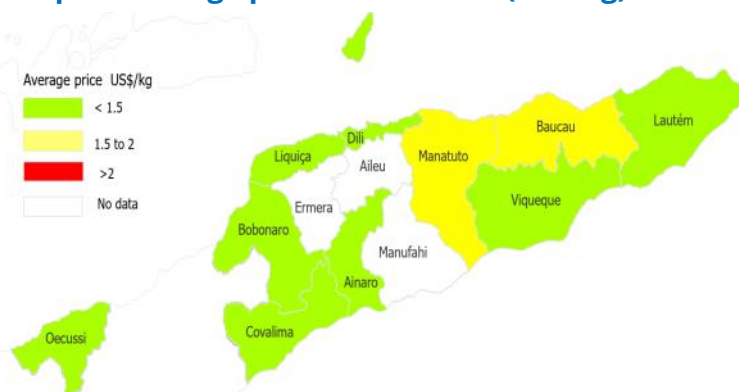 Average price US$/kg
< 1.5
1.5 to 2
>2
No data
Dili
Liquiça
Aileu
Manatuto
Baucau
Lautém
Ermera
Viqueque
Bobonaro
Manufahi
Ainaro
Oecussi
Covalima